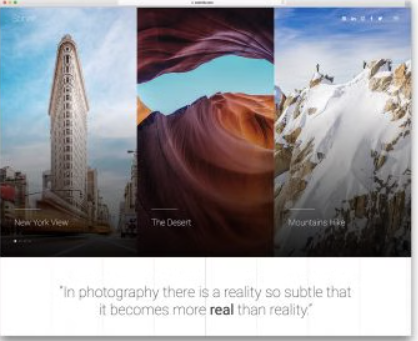 New York View
The Desert
Mountains Hike
"In photography there is a reality so subtle that
it becomes more real than reality."